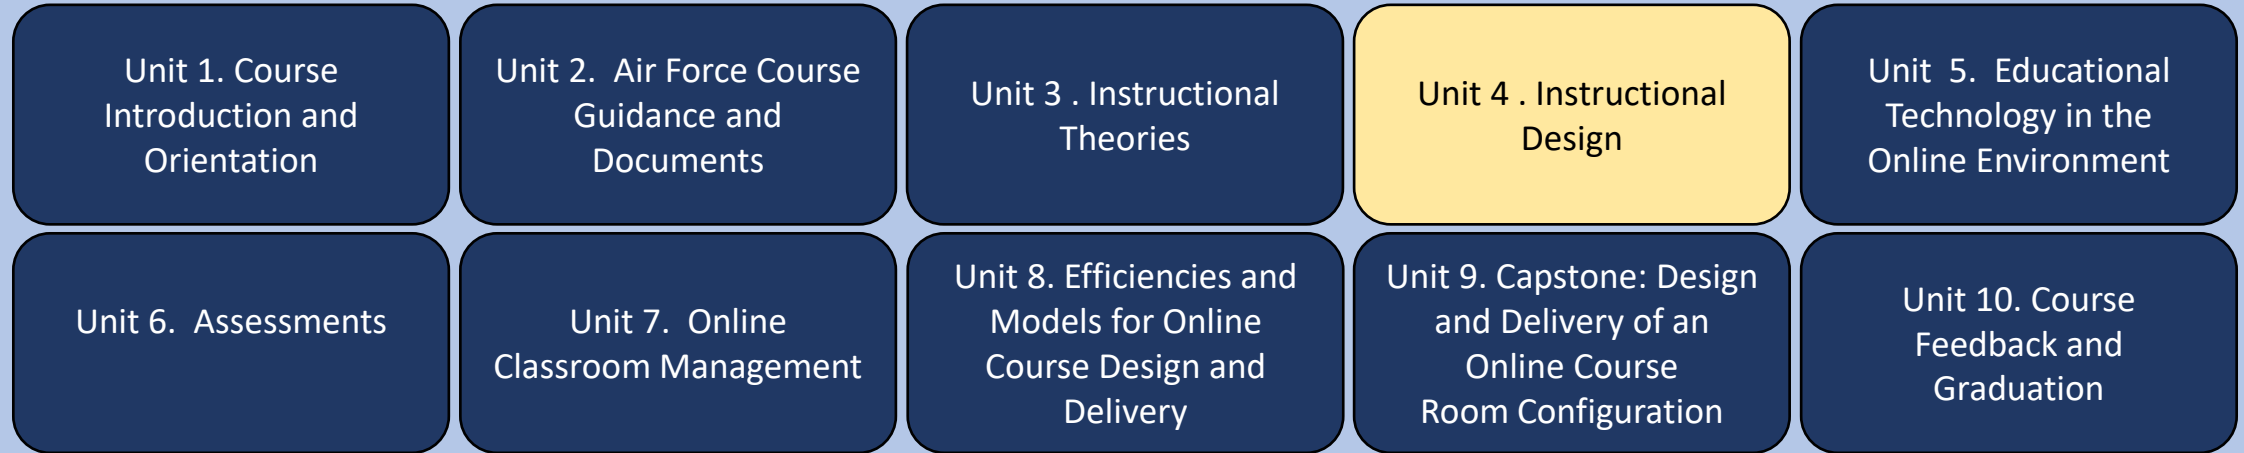 Unit 1. Course
Introduction and
Orientation
Unit 2.  Air Force Course
Guidance and
Documents
Unit 3 . Instructional
Theories
Unit 4 . Instructional
Design
Unit  5.  Educational
Technology in the
Online Environment
Unit 6.  Assessments
Unit 7.  Online
Classroom Management
Unit 8. Efficiencies and
Models for Online
Course Design and
Delivery
Unit 9. Capstone: Design
and Delivery of an
Online Course
Room Configuration
Unit 10. Course
Feedback and
Graduation